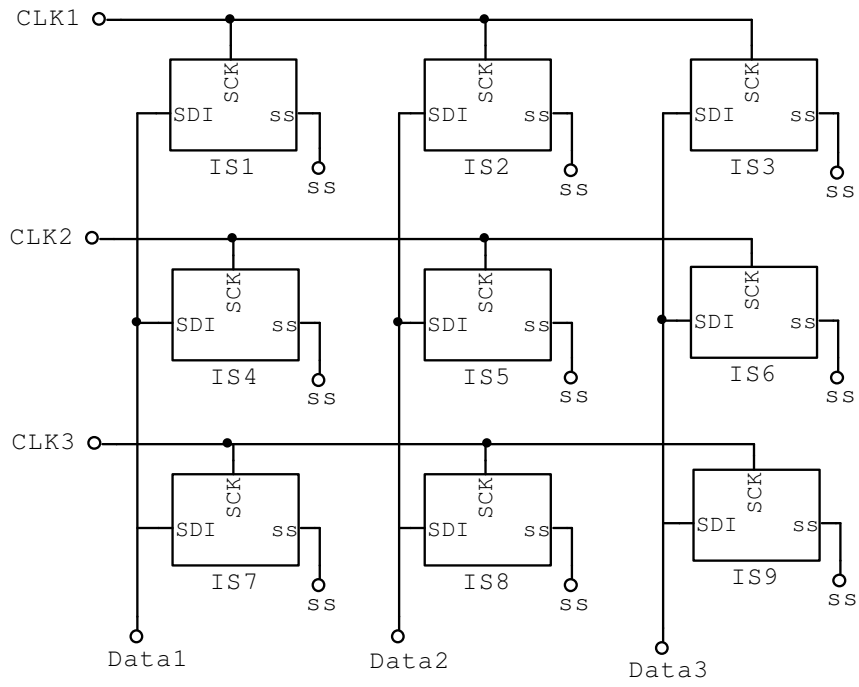 CLK1
SCK SCK SCK
SDI ss SDI ss SDI ss
IS1 IS2 IS3
ss ss ss
CLK2
SCK SCK SCK
SDI ss SDI ss SDI ss
IS4 IS5 IS6
ss ss ss
CLK3
SCK SCK SCK
SDI ss SDI ss SDI ss
IS7 IS8 IS9
ss ss ss
Data1 Data2 Data3